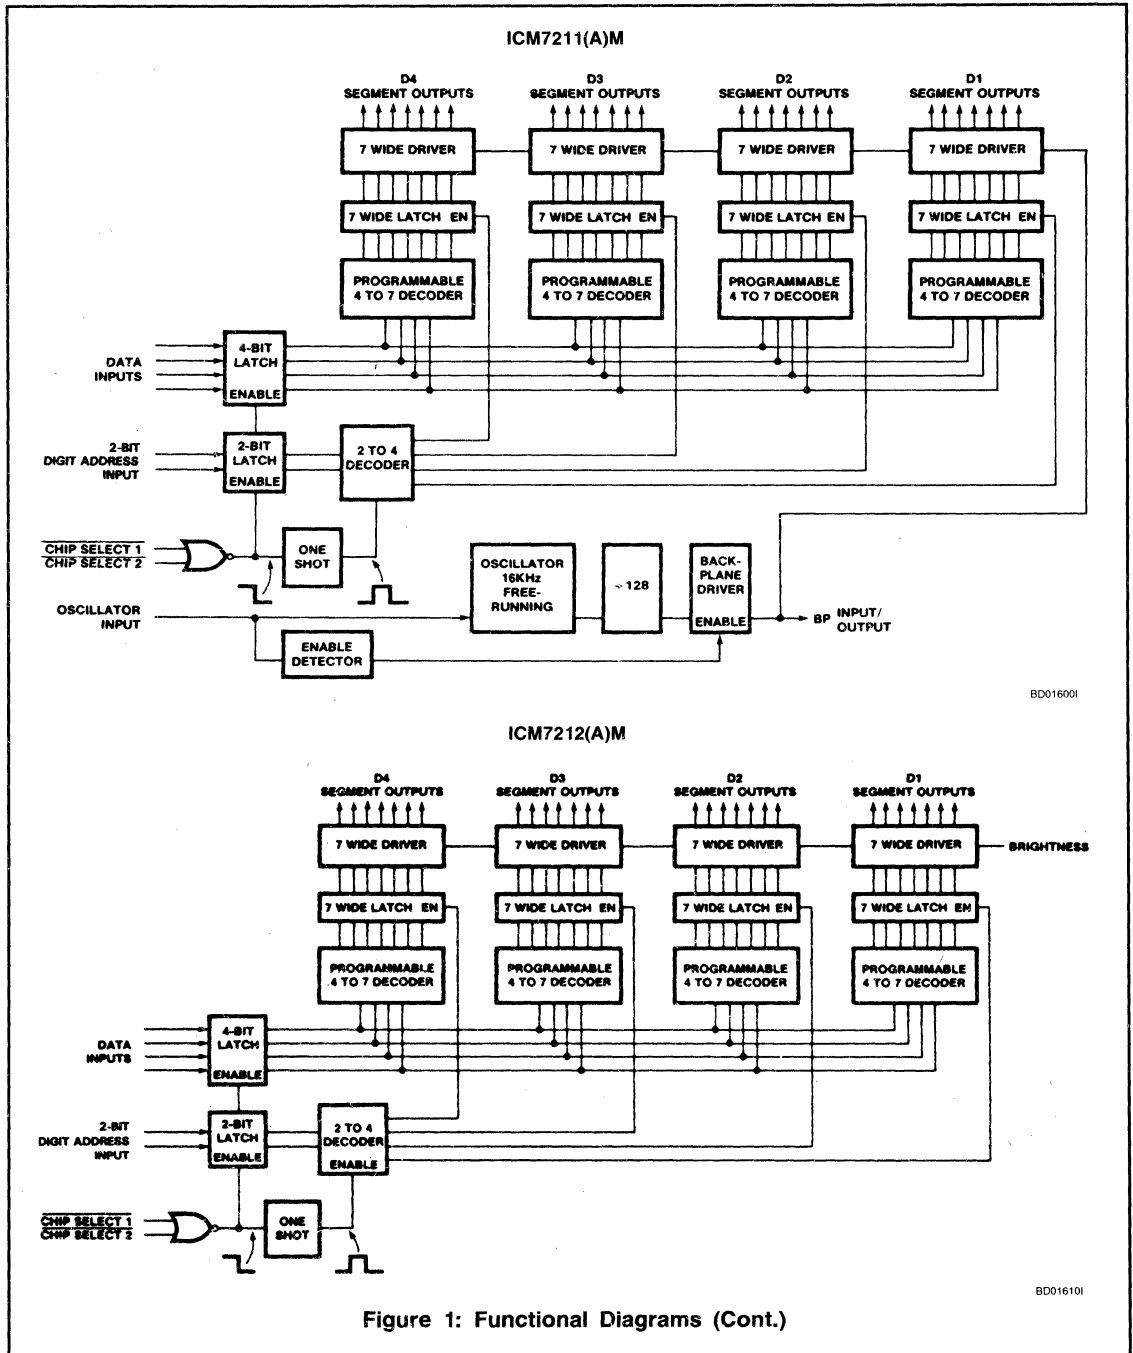 ICM7211(A)M
D4 D3 D2 D1
SEGMENT OUTPUTS SEGMENT OUTPUTS SEGMENT OUTPUTS SEGMENT OUTPUTS
7 WIDE DRIVER 7 WIDE DRIVER 7 WIDE DRIVER 7 WIDE DRIVER
7 WIDE LATCH EN 7 WIDE LATCH EN 7 WIDE LATCH EN 7 WIDE LATCH EN
PROGRAMMABLE PROGRAMMABLE PROGRAMMABLE PROGRAMMABLE
4 TO 7 DECODER 4 TO 7 DECODER 4 TO 7 DECODER 4 TO 7 DECODER
DATA
INPUTS
4-BIT
LATCH
ENABLE
2-BIT
DIGIT ADDRESS
INPUT
2-BIT
LATCH
ENABLE
2 TO 4
DECODER
CHIP SELECT 1
CHIP SELECT 2
ONE
SHOT
OSCILLATOR
16KHz
FREE-
RUNNING
÷128
BACK-
PLANE
DRIVER
ENABLE
OSCILLATOR
INPUT
BP INPUT/
OUTPUT
ENABLE
DETECTOR
BD01600I
ICM7212(A)M
D4 D3 D2 D1
SEGMENT OUTPUTS SEGMENT OUTPUTS SEGMENT OUTPUTS SEGMENT OUTPUTS
7 WIDE DRIVER 7 WIDE DRIVER 7 WIDE DRIVER 7 WIDE DRIVER BRIGHTNESS
7 WIDE LATCH EN 7 WIDE LATCH EN 7 WIDE LATCH EN 7 WIDE LATCH EN
PROGRAMMABLE PROGRAMMABLE PROGRAMMABLE PROGRAMMABLE
4 TO 7 DECODER 4 TO 7 DECODER 4 TO 7 DECODER 4 TO 7 DECODER
DATA
INPUTS
4-BIT
LATCH
ENABLE
2-BIT
DIGIT ADDRESS
INPUT
2-BIT
LATCH
ENABLE
2 TO 4
DECODER
ENABLE
CHIP SELECT 1
CHIP SELECT 2
ONE
SHOT
BD01610I
Figure 1: Functional Diagrams (Cont.)